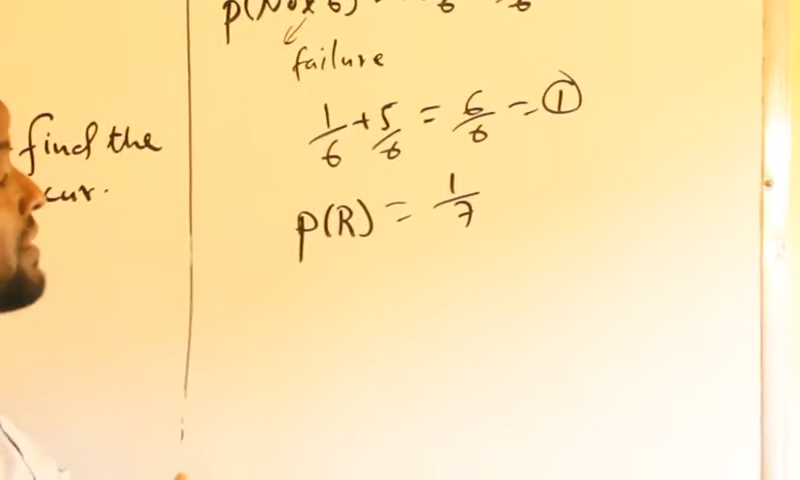 find the
cur.
failure
1/6 + 5/6 = 6/6 = 1
P(R) = 1/7